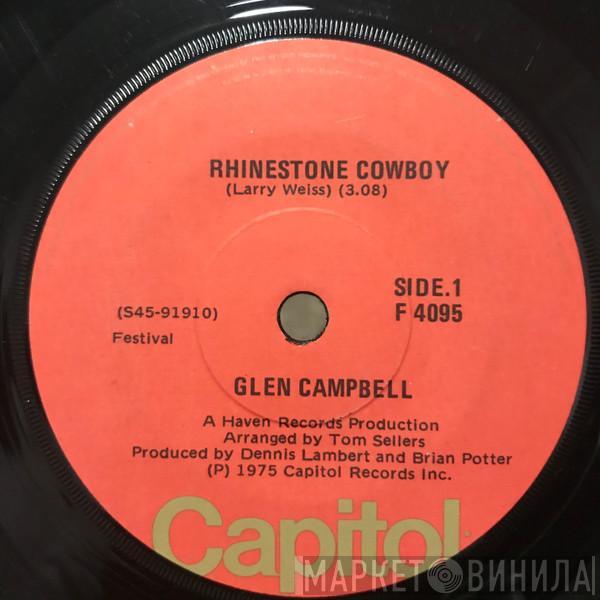 RHINESTONE COWBOY
(Larry Weiss) (3.08)
SIDE.1
(S45-91910)
F 4095
Festival
GLEN CAMPBELL
A Haven Records Production
Arranged by Tom Sellers
Produced by Dennis Lambert and Brian Potter
(P) 1975 Capitol Records Inc.
Capitol
МАРКЕТ ВИНИЛА